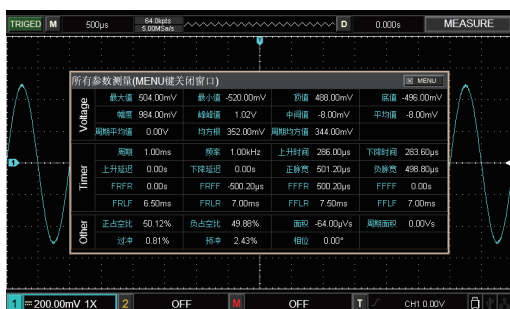 TRIGED M 500μs 64.0kpts 5.00MSa/s D 0.000s MEASURE
所有参数测量(MENU键关闭窗口) MENU
Voltage
最大值 504.00mV 最小值 -520.00mV 顶值 488.00mV 底值 -496.00mV
幅度 984.00mV 峰峰值 1.02V 中间值 -8.00mV 平均值 -8.00mV
周期平均值 0.00V 均方根 352.00mV 周期均方值 344.00mV
Timer
周期 1.00ms 频率 1.00kHz 上升时间 286.00μs 下降时间 283.60μs
上升延迟 0.00s 下降延迟 0.00s 正脉宽 501.20μs 负脉宽 498.80μs
FRFR 0.00s FRFF -500.20μs FFFR 500.20μs FFFF 0.00s
FRLF 6.50ms FRLR 7.00ms FFLR 7.50ms FFLF 7.00ms
Other
正占空比 50.12% 负占空比 49.88% 面积 -64.00μVs 周期面积 0.00Vs
过冲 0.81% 预冲 2.43% 相位 0.00°
1 200.00mV 1X 2 OFF M OFF T CH1 0.00V